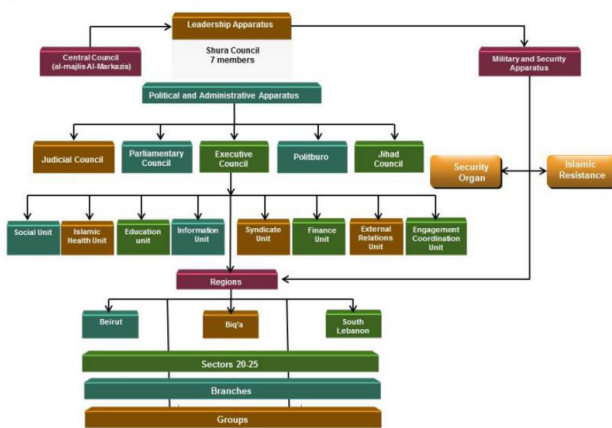 Leadership Apparatus
Shura Council
7 members
Central Council
(al-majlis Al-Markazis)
Military and Security
Apparatus
Political and Administrative Apparatus
Judicial Council
Parliamentary
Council
Executive
Council
Politburo
Jihad
Council
Security
Organ
Islamic
Resistance
Social Unit
Islamic
Health Unit
Education
unit
Information
Unit
Syndicate
Unit
Finance
Unit
External
Relations
Unit
Engagement
Coordination
Unit
Regions
Beirut
Biq'a
South
Lebanon
Sectors 20-25
Branches
Groups